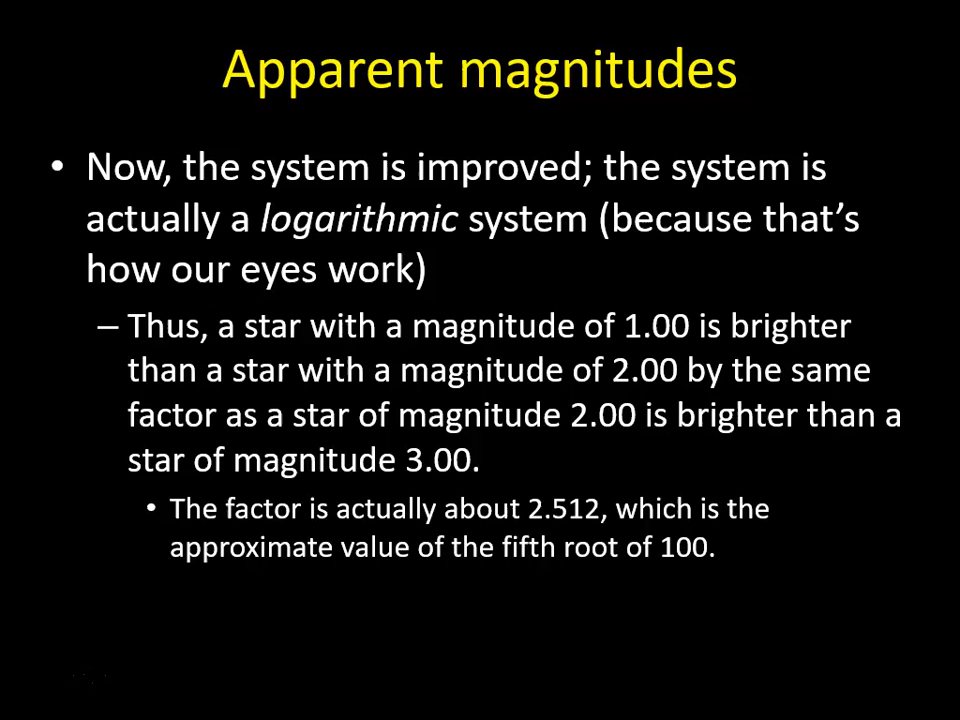 Apparent magnitudes
• Now, the system is improved; the system is
actually a logarithmic system (because that’s
how our eyes work)
– Thus, a star with a magnitude of 1.00 is brighter
than a star with a magnitude of 2.00 by the same
factor as a star of magnitude 2.00 is brighter than a
star of magnitude 3.00.
• The factor is actually about 2.512, which is the
approximate value of the fifth root of 100.